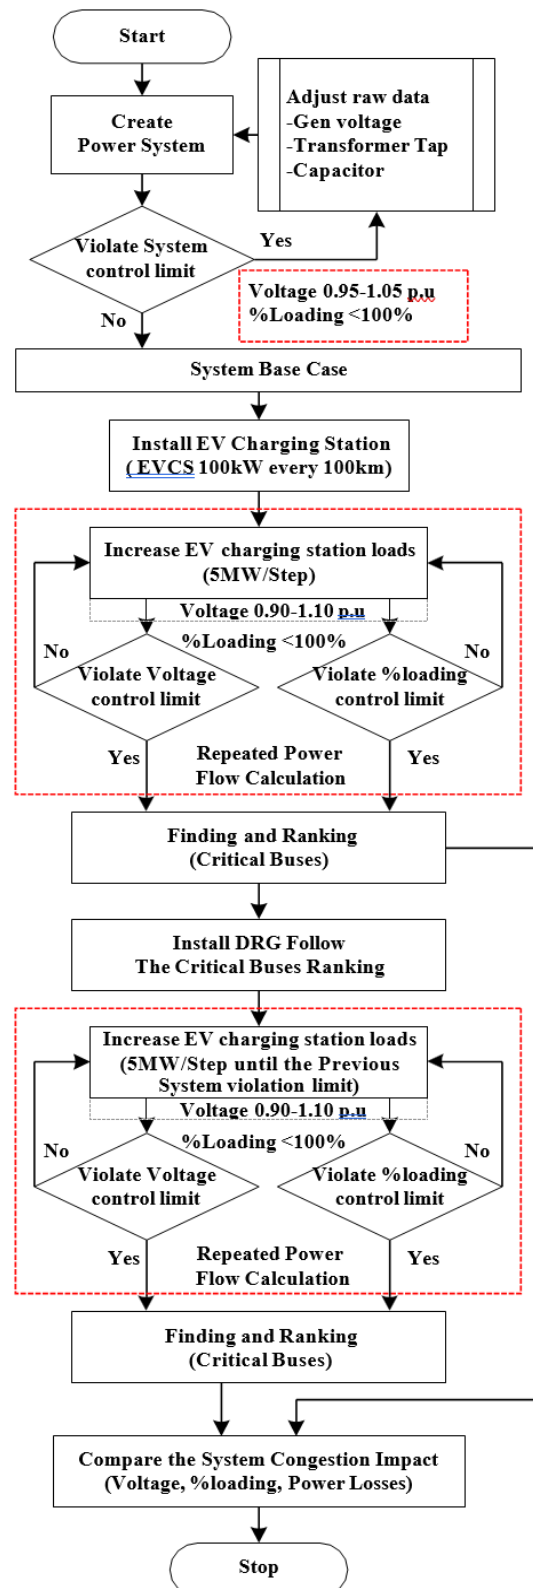 Start
Create
Power System
Adjust raw data
-Gen voltage
-Transformer Tap
-Capacitor
Violate System
control limit
Yes
Voltage 0.95-1.05 p.u
%Loading <100%
No
System Base Case
Install EV Charging Station
( EVCS 100kW every 100km)
Increase EV charging station loads
(5MW/Step)
Voltage 0.90-1.10 p.u
%Loading <100%
No
Violate Voltage
control limit
Violate %loading
control limit
No
Yes
Repeated Power
Flow Calculation
Yes
Finding and Ranking
(Critical Buses)
Install DRG Follow
The Critical Buses Ranking
Increase EV charging station loads
(5MW/Step until the Previous
System violation limit)
Voltage 0.90-1.10 p.u
%Loading <100%
No
Violate Voltage
control limit
Violate %loading
control limit
No
Yes
Repeated Power
Flow Calculation
Yes
Finding and Ranking
(Critical Buses)
Compare the System Congestion Impact
(Voltage, %loading, Power Losses)
Stop